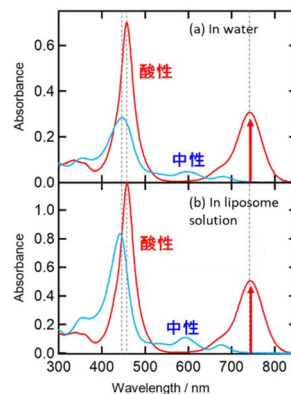 (a) In water
酸性
中性
Absorbance
0.6
0.4
0.2
0.0
(b) In liposome
solution
酸性
中性
Absorbance
1.0
0.8
0.6
0.4
0.2
0.0
300 400 500 600 700 800
Wavelength / nm